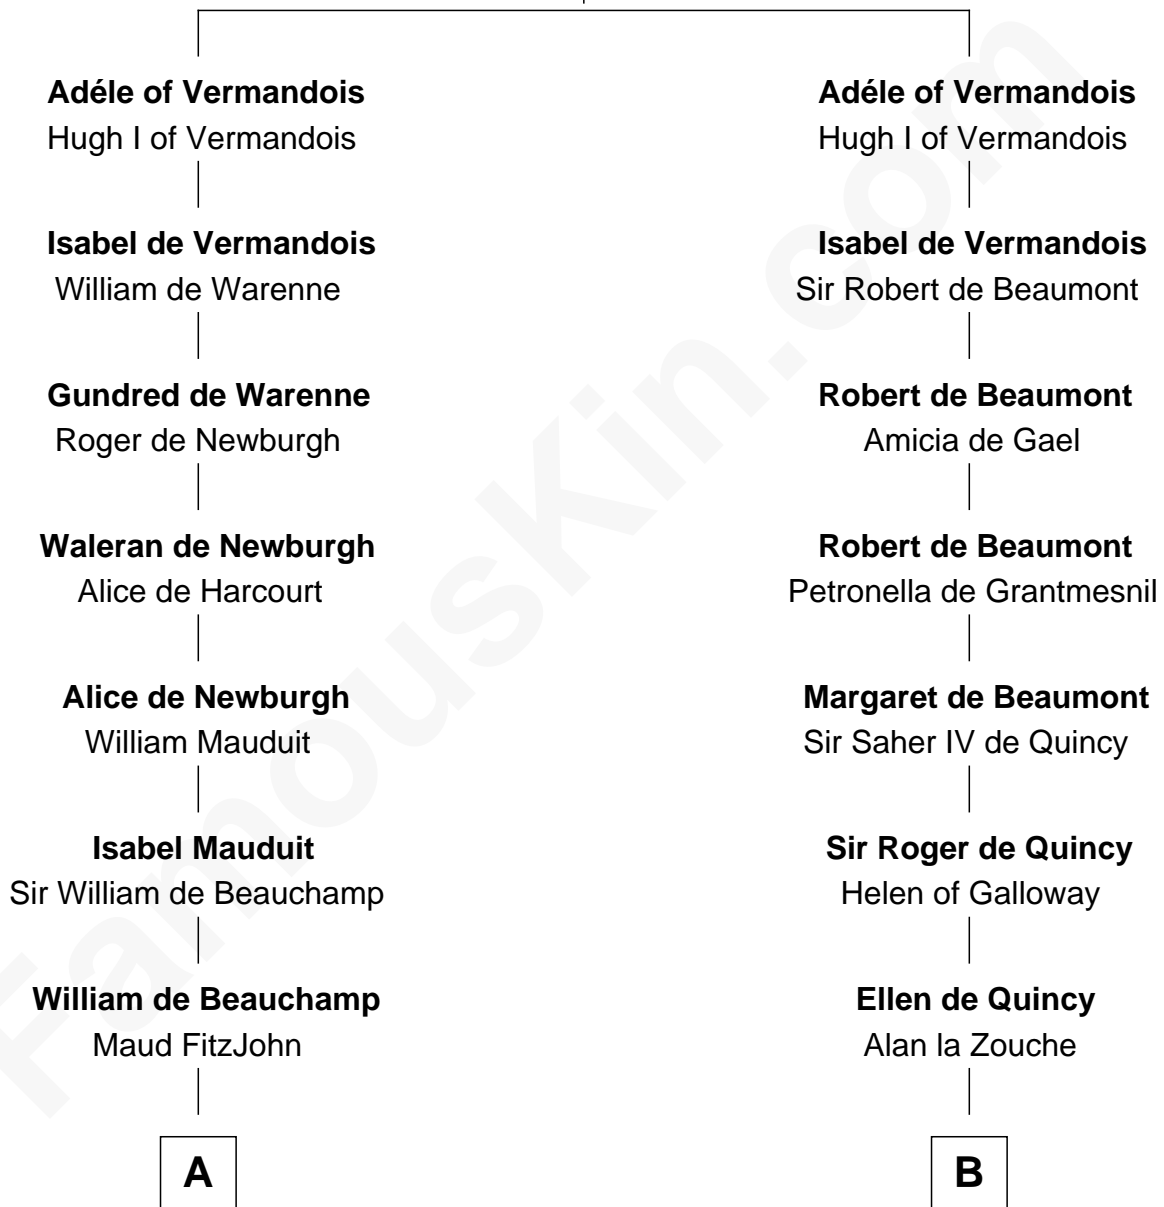 Adéle of Vermandois
Hugh I of Vermandois
Isabel de Vermandois
William de Warenne
Gundred de Warenne
Roger de Newburgh
Waleran de Newburgh
Alice de Harcourt
Alice de Newburgh
William Mauduit
Isabel Mauduit
Sir William de Beauchamp
William de Beauchamp
Maud FitzJohn
A
Adéle of Vermandois
Hugh I of Vermandois
Isabel de Vermandois
Sir Robert de Beaumont
Robert de Beaumont
Amicia de Gael
Robert de Beaumont
Petronella de Grantmesnil
Margaret de Beaumont
Sir Saher IV de Quincy
Sir Roger de Quincy
Helen of Galloway
Ellen de Quincy
Alan la Zouche
B
FamousKin.com